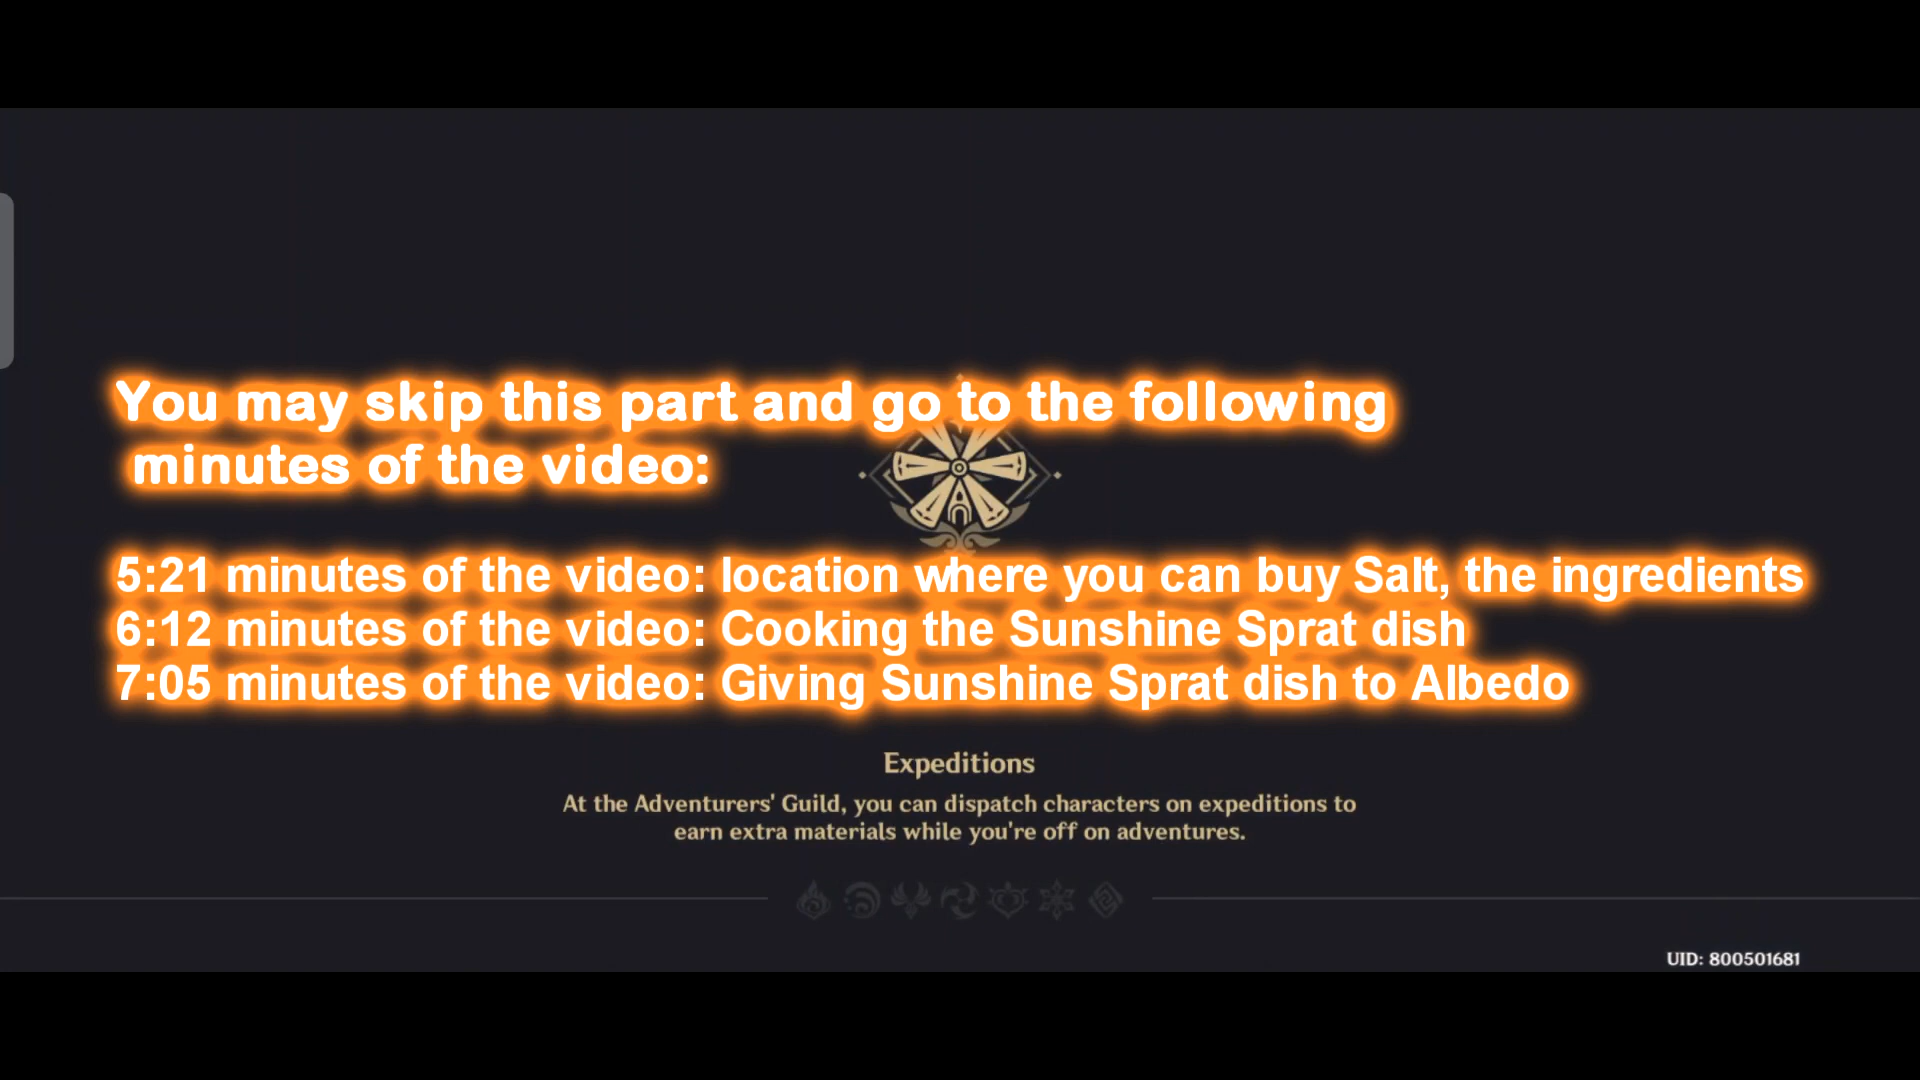 You may skip this part and go to the following
minutes of the video:
5:21 minutes of the video: location where you can buy Salt, the ingredients
6:12 minutes of the video: Cooking the Sunshine Sprat dish
7:05 minutes of the video: Giving Sunshine Sprat dish to Albedo
Expeditions
At the Adventurers' Guild, you can dispatch characters on expeditions to
earn extra materials while you're off on adventures.
UID: 800501681